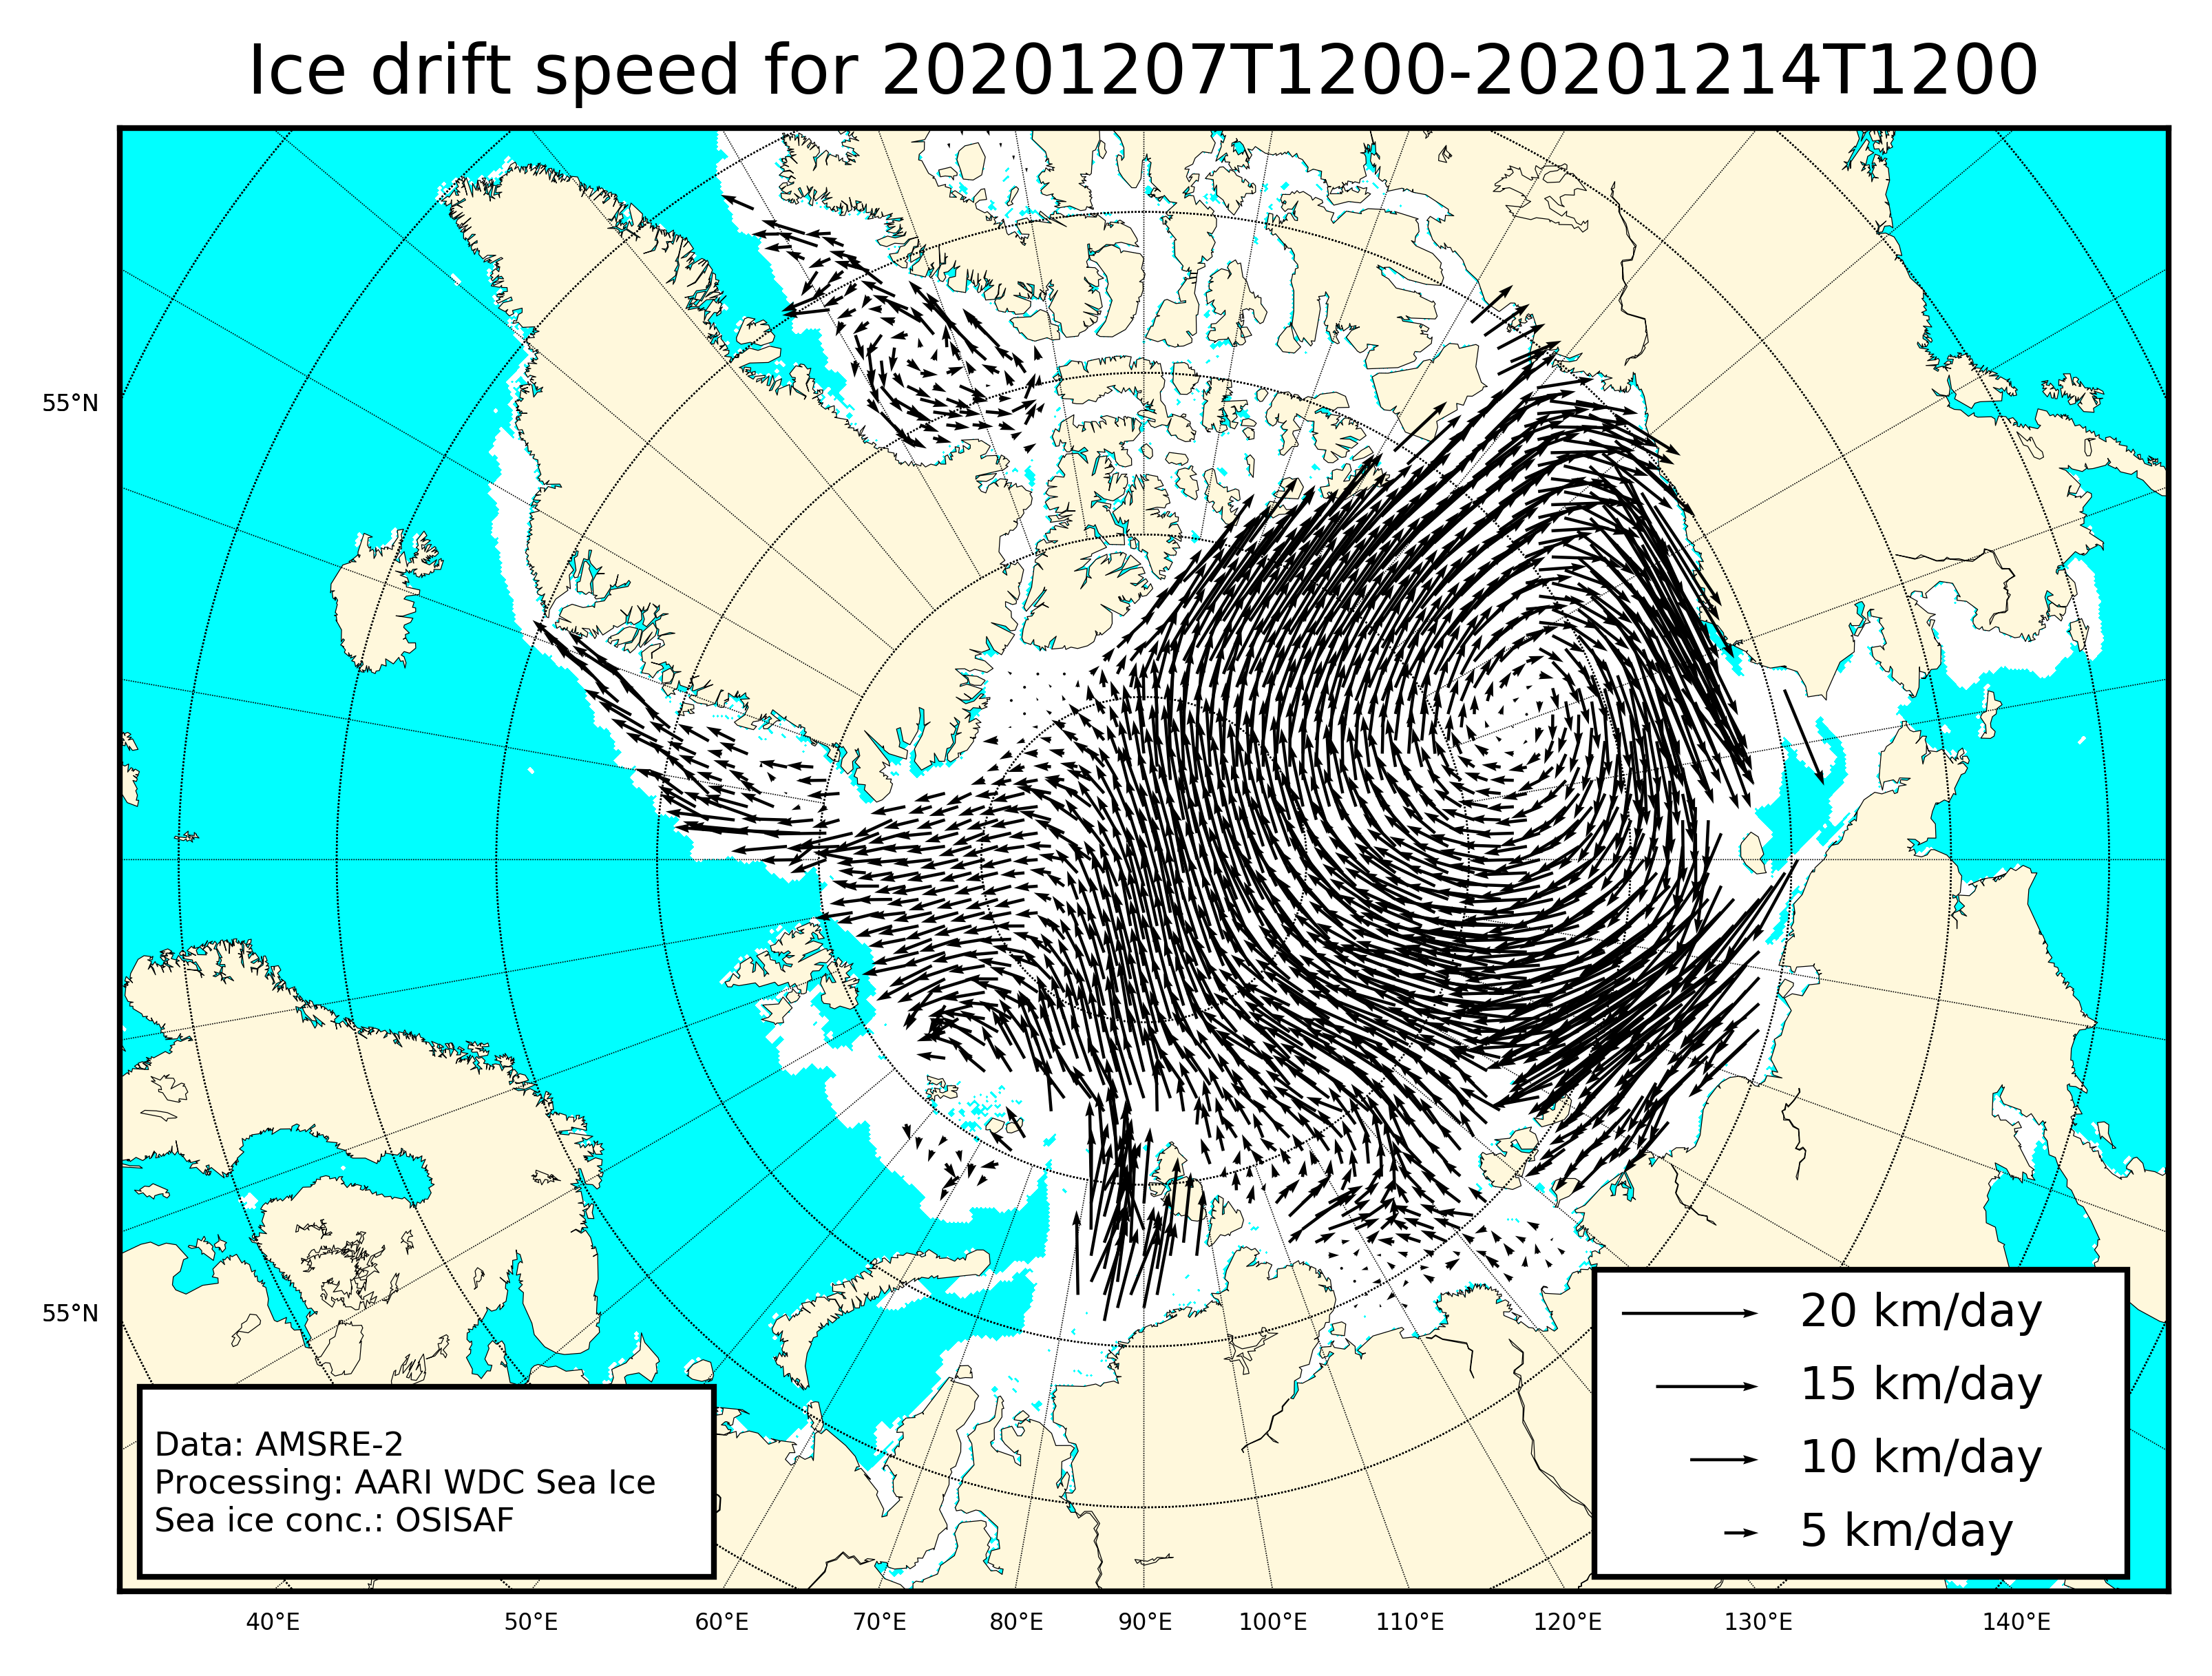 Ice drift speed for 20201207T1200-20201214T1200
55°N
55°N
20 km/day
15 km/day
10 km/day
5 km/day
Data: AMSRE-2
Processing: AARI WDC Sea Ice
Sea ice conc.: OSISAF
40°E 50°E 60°E 70°E 80°E 90°E 100°E 110°E 120°E 130°E 140°E